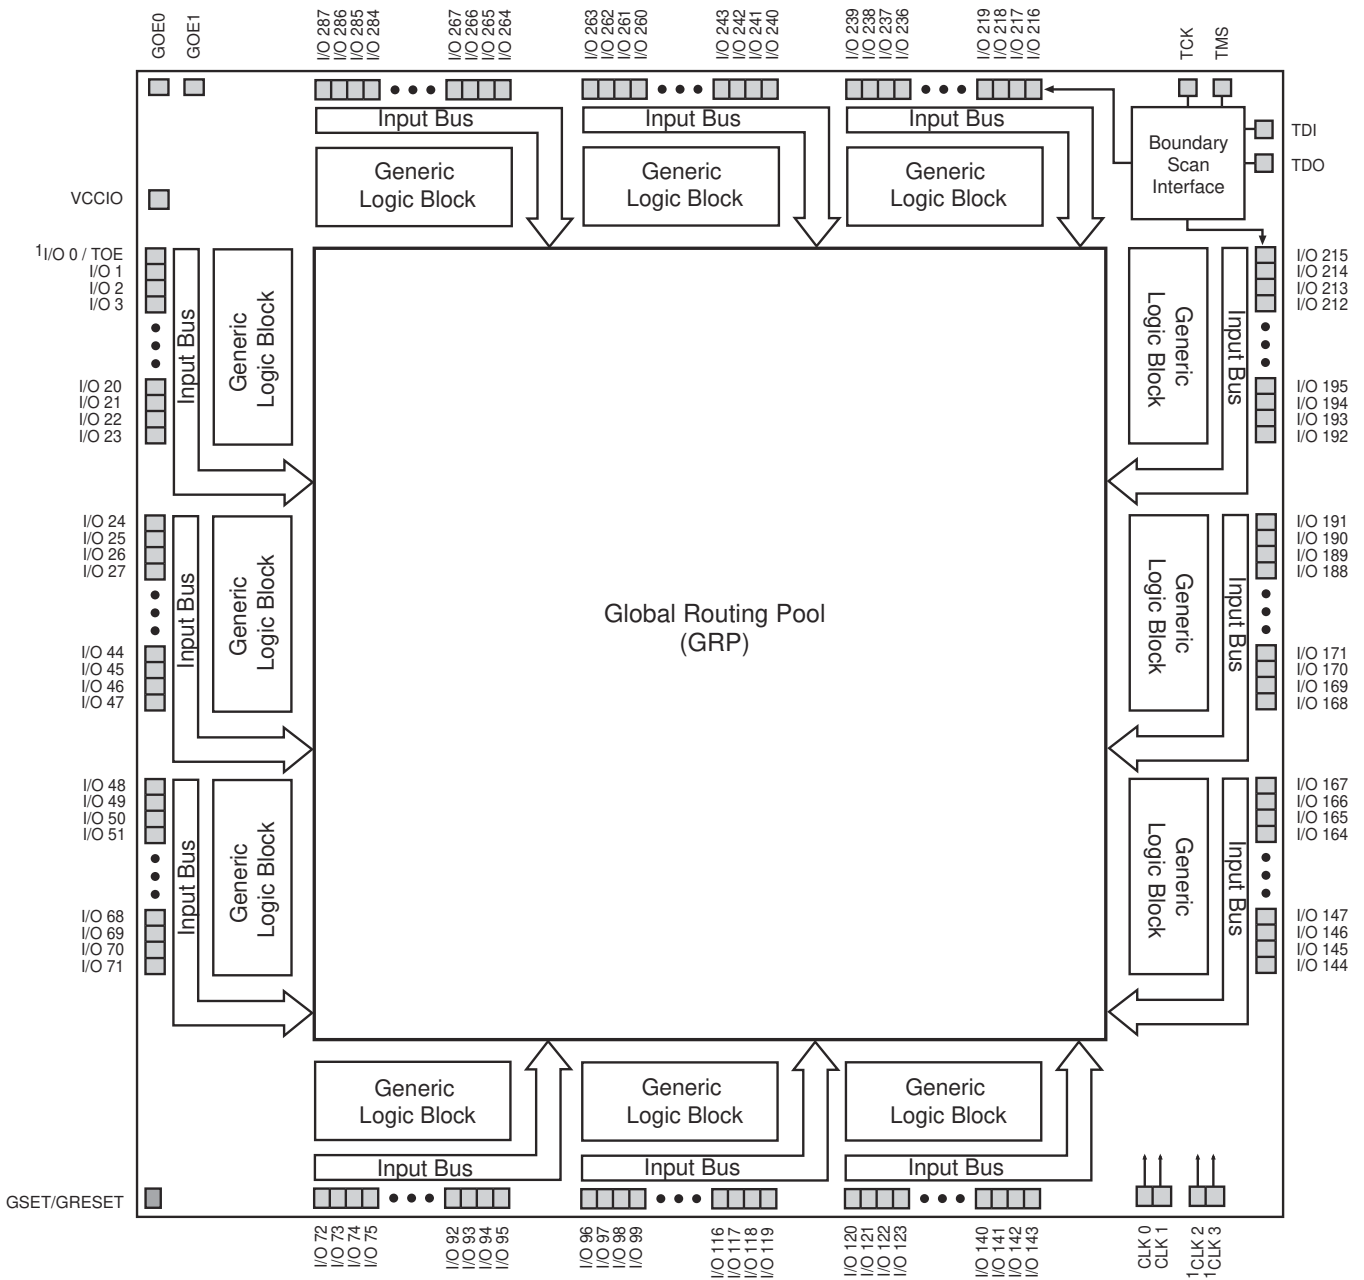 GOE0
GOE1
I/O 287
I/O 286
I/O 285
I/O 284
I/O 267
I/O 266
I/O 265
I/O 264
I/O 263
I/O 262
I/O 261
I/O 260
I/O 243
I/O 242
I/O 241
I/O 240
I/O 239
I/O 238
I/O 237
I/O 236
I/O 219
I/O 218
I/O 217
I/O 216
TCK
TMS
Input Bus
Input Bus
Input Bus
Generic
Logic Block
Generic
Logic Block
Generic
Logic Block
Boundary
Scan
Interface
TDI
TDO
VCCIO
1I/O 0 / TOE
I/O 1
I/O 2
I/O 3
I/O 20
I/O 21
I/O 22
I/O 23
Input Bus
Generic
Logic Block
Generic
Logic Block
Input Bus
I/O 215
I/O 214
I/O 213
I/O 212
I/O 195
I/O 194
I/O 193
I/O 192
I/O 24
I/O 25
I/O 26
I/O 27
I/O 44
I/O 45
I/O 46
I/O 47
Input Bus
Generic
Logic Block
Global Routing Pool
(GRP)
Generic
Logic Block
Input Bus
I/O 191
I/O 190
I/O 189
I/O 188
I/O 171
I/O 170
I/O 169
I/O 168
I/O 48
I/O 49
I/O 50
I/O 51
I/O 68
I/O 69
I/O 70
I/O 71
Input Bus
Generic
Logic Block
Generic
Logic Block
Input Bus
I/O 167
I/O 166
I/O 165
I/O 164
I/O 147
I/O 146
I/O 145
I/O 144
Generic
Logic Block
Generic
Logic Block
Generic
Logic Block
Input Bus
Input Bus
Input Bus
GSET/GRESET
I/O 72
I/O 73
I/O 74
I/O 75
I/O 92
I/O 93
I/O 94
I/O 95
I/O 96
I/O 97
I/O 98
I/O 99
I/O 116
I/O 117
I/O 118
I/O 119
I/O 120
I/O 121
I/O 122
I/O 123
I/O 140
I/O 141
I/O 142
I/O 143
CLK 0
CLK 1
1CLK 2
1CLK 3